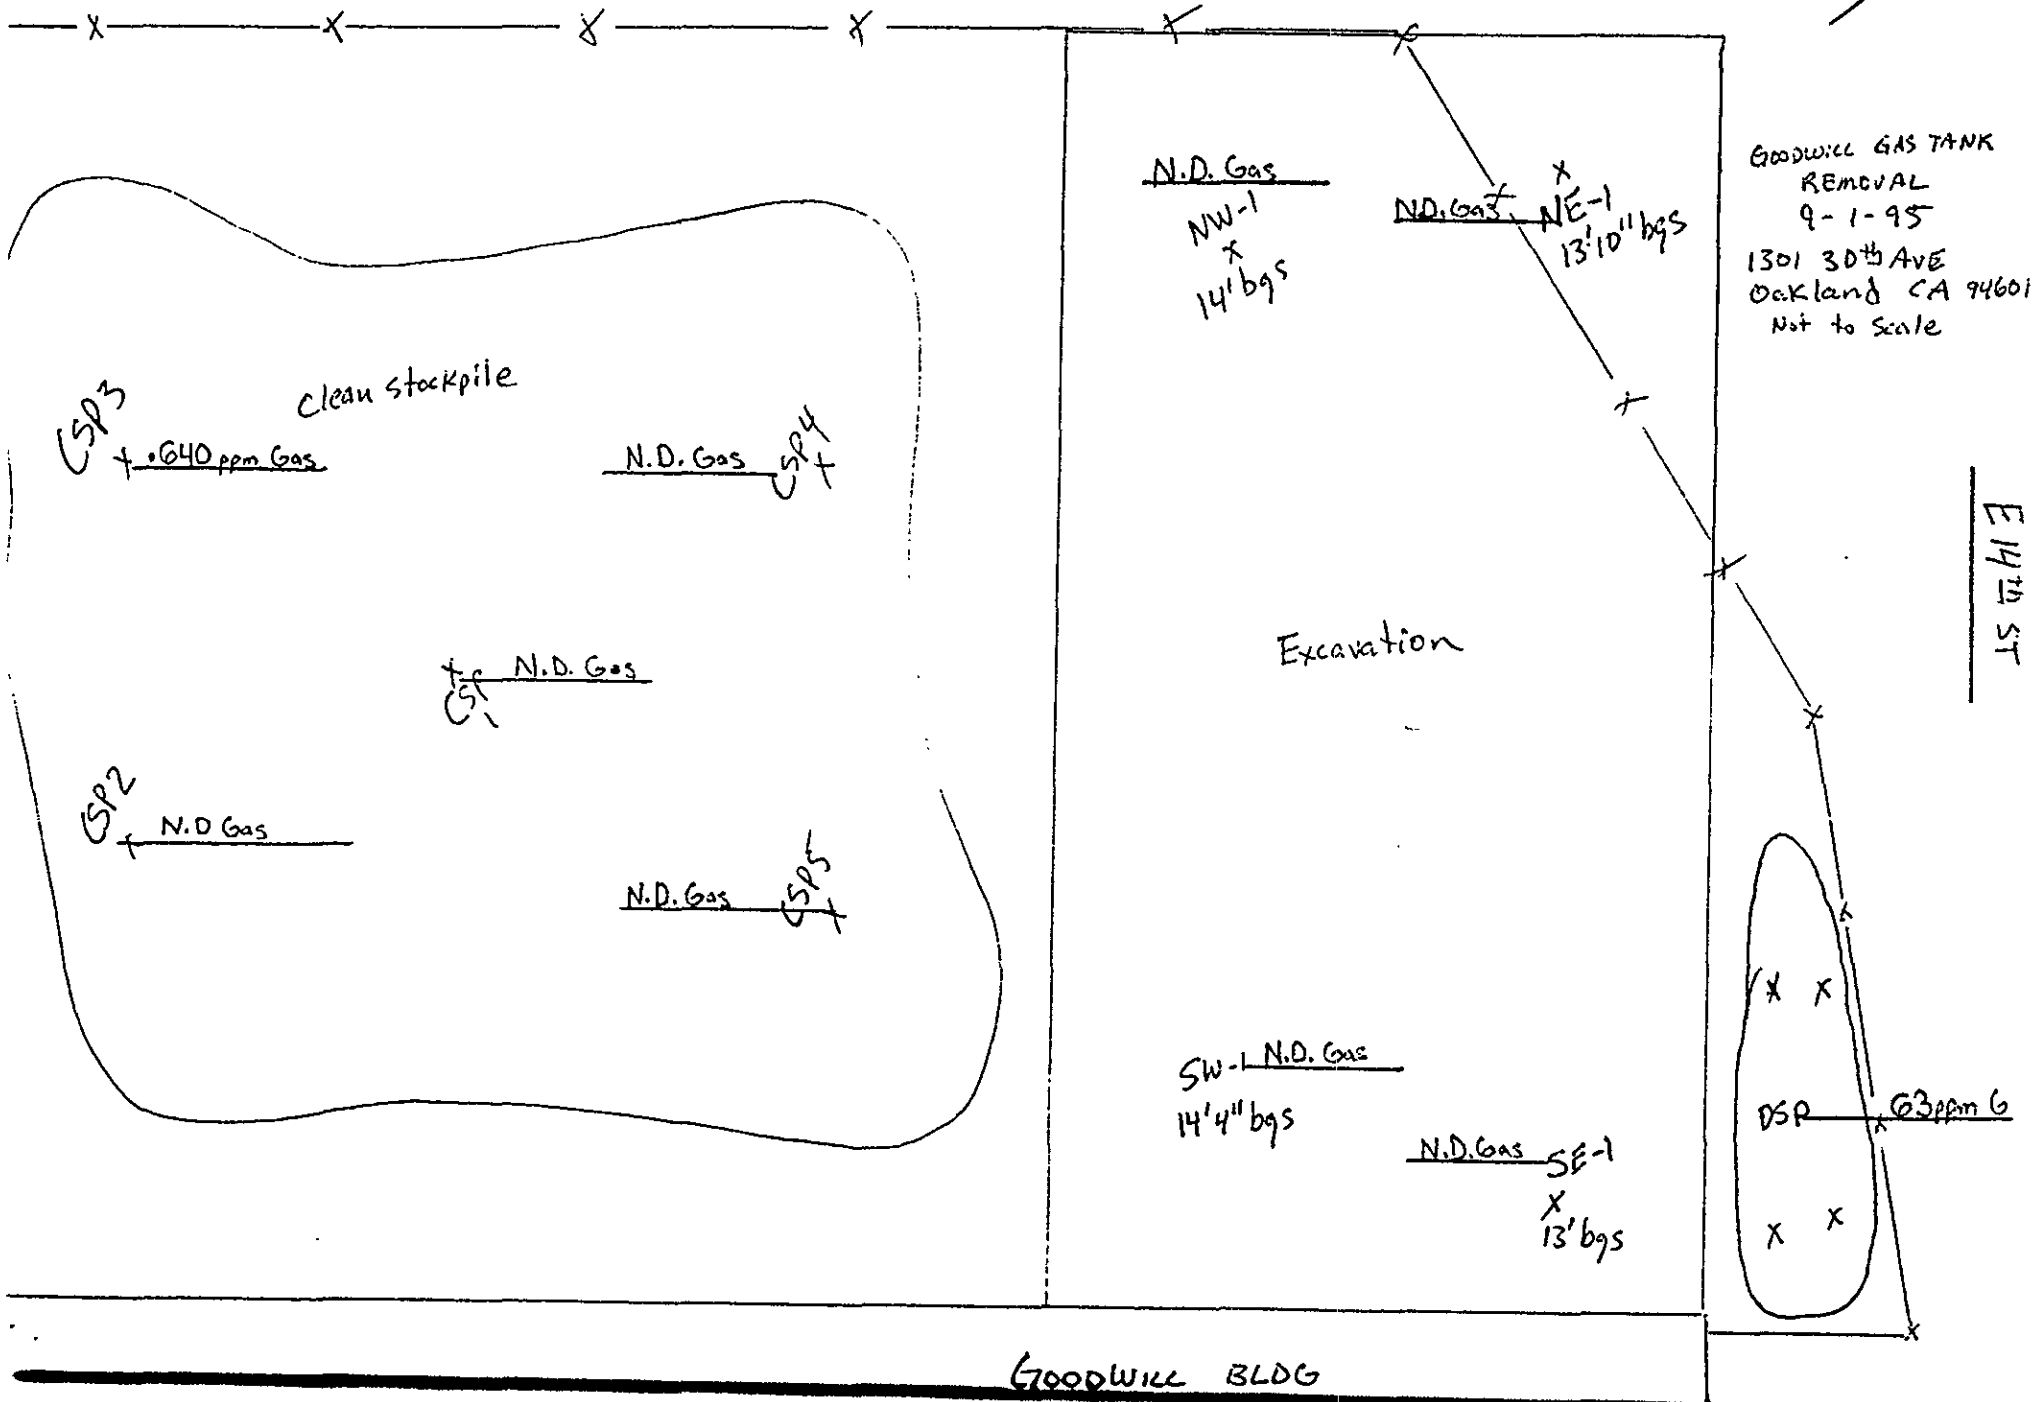 GOODWILL GAS TANK
REMOVAL
9-1-95
1301 30th AVE
Oakland CA 94601
Not to Scale
N.D. Gas
NW-1
x
14' bgs
x
N.D. Gas NE-1
13'10" bgs
Clean Stockpile
CSP3
x .640 ppm Gas
N.D. Gas CSP4
x
E 14th ST
x N.D. Gas
CSP1
Excavation
CSP2
x N.D Gas
N.D. Gas CSP5
x
SW-1 N.D. Gas
14'4" bgs
N.D. Gas SE-1
x
13' bgs
x x
DSP 63ppm G
x x
GOODWILL BLDG